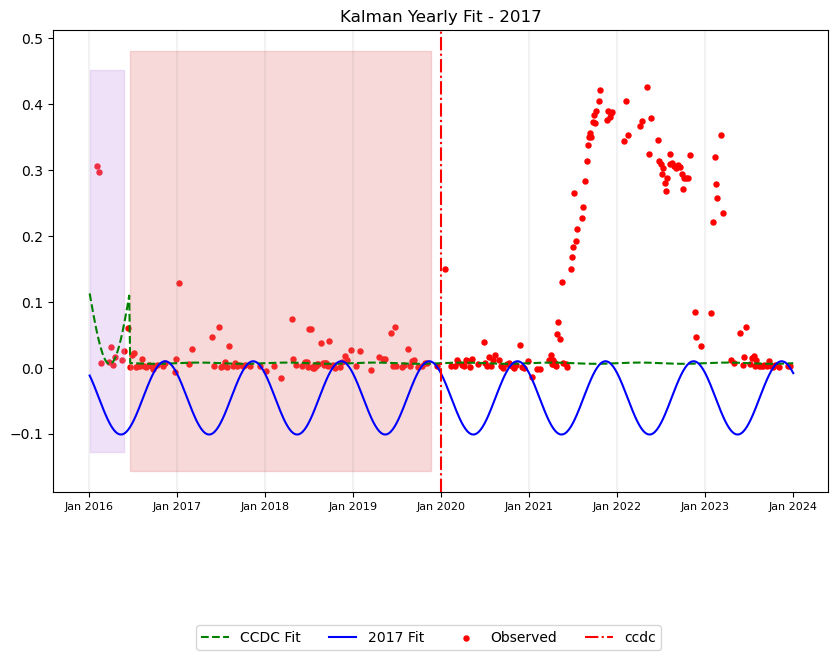 Kalman Yearly Fit - 2017
0.5
0.4
0.3
0.2
0.1
0.0
−0.1
Jan 2016 Jan 2017 Jan 2018 Jan 2019 Jan 2020 Jan 2021 Jan 2022 Jan 2023 Jan 2024
CCDC Fit 2017 Fit Observed ccdc